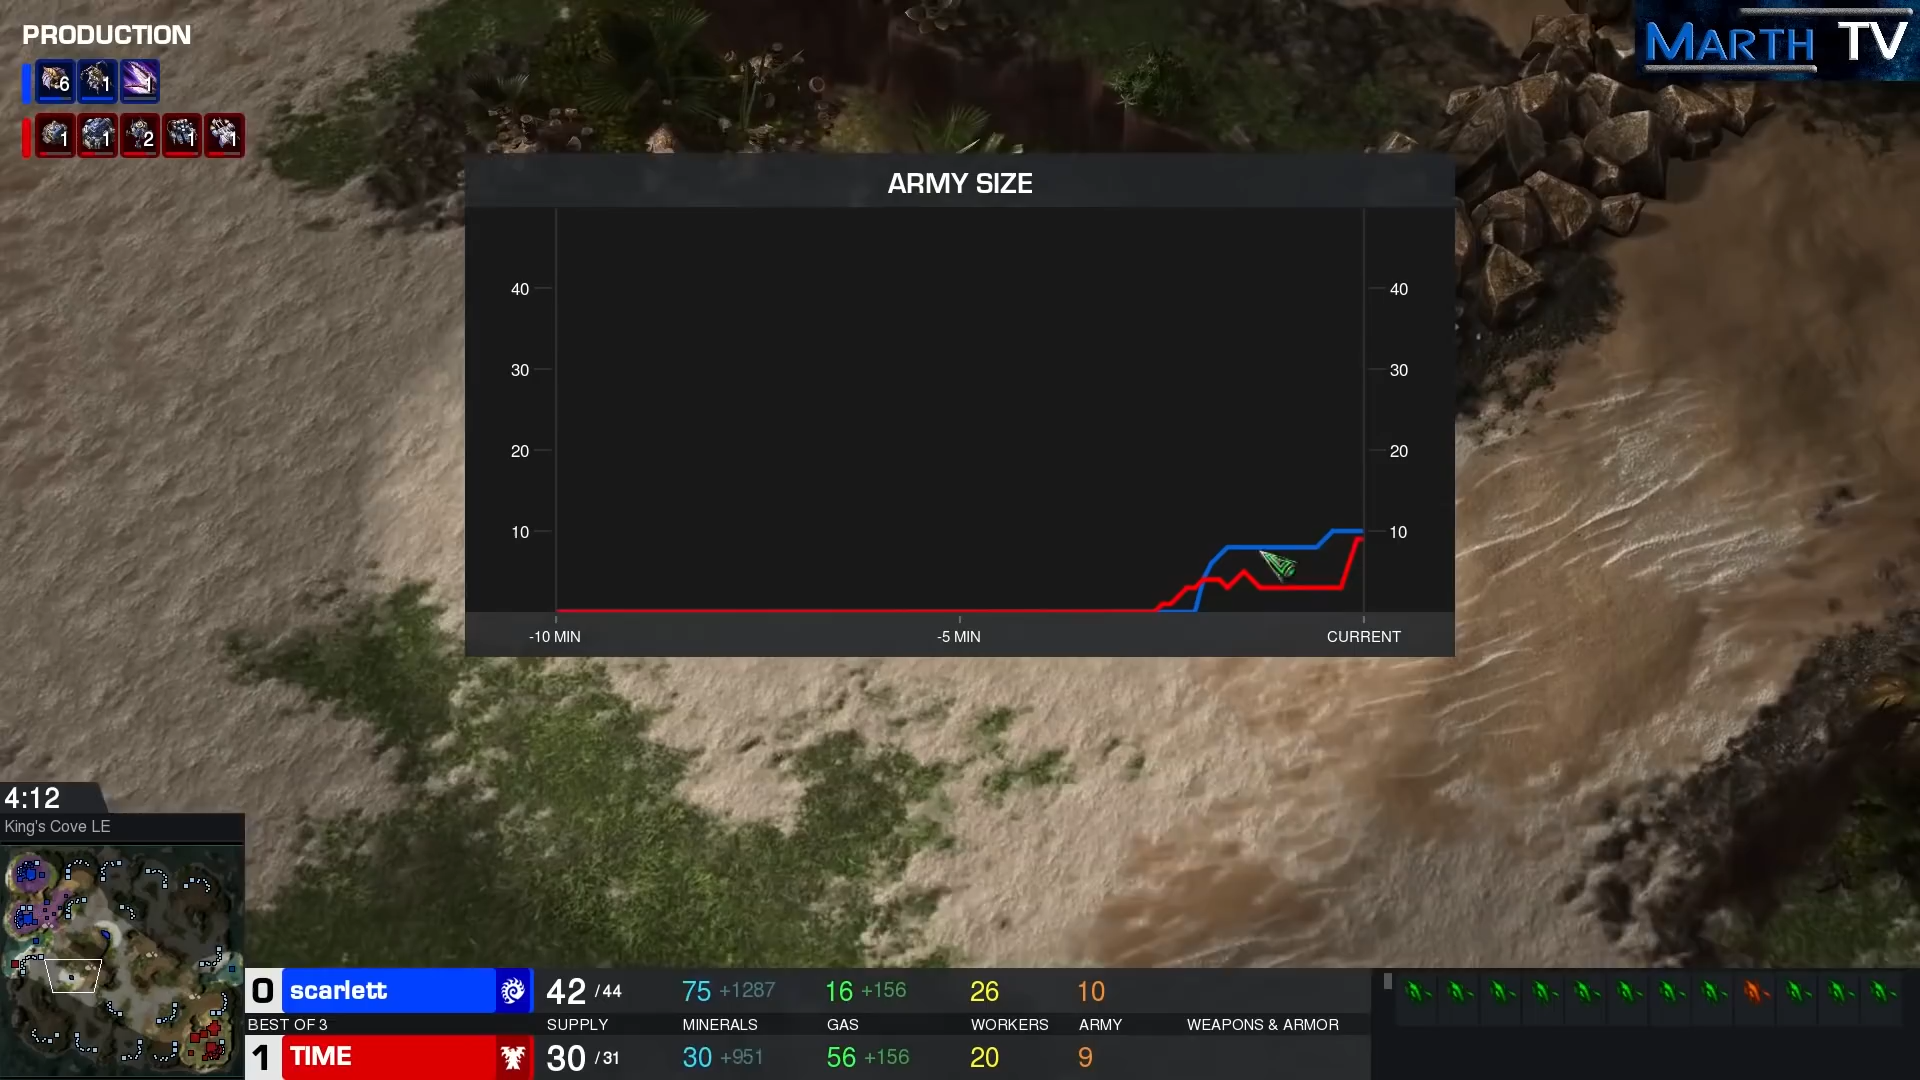 PRODUCTION
MARTH TV
6 1 1
1 1 2 1 1
ARMY SIZE
40 40
30 30
20 20
10 10
-10 MIN -5 MIN CURRENT
4:12
King's Cove LE
0 scarlett 42 /44 75 +1287 16 +156 26 10
BEST OF 3 SUPPLY MINERALS GAS WORKERS ARMY WEAPONS & ARMOR
1 TIME 30 /31 30 +951 56 +156 20 9